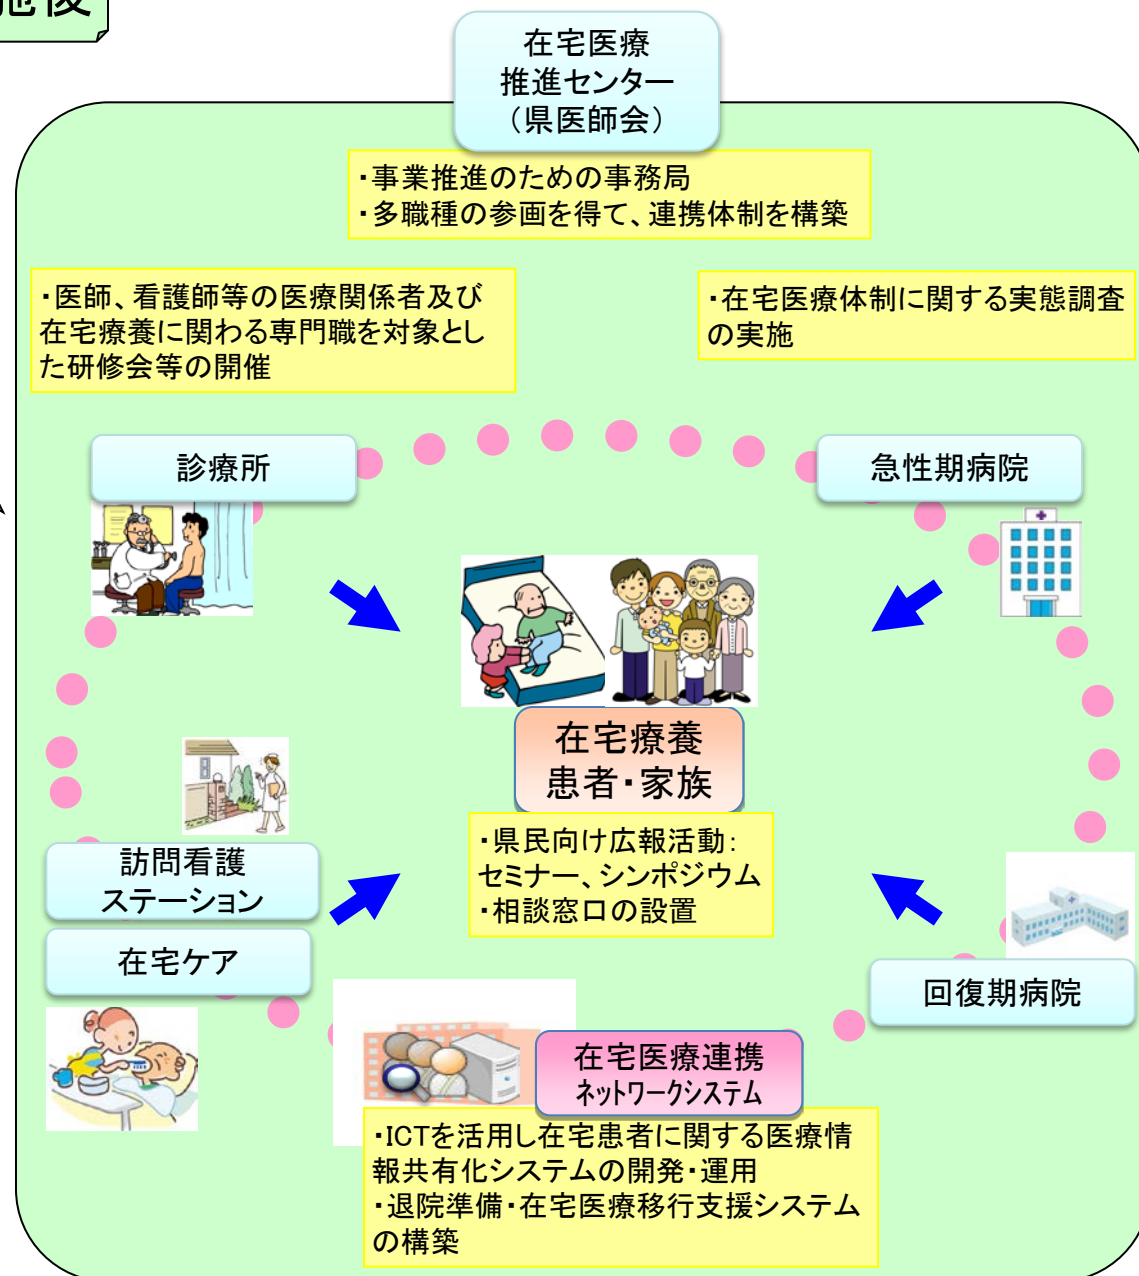 施後
在宅医療
推進センター
（県医師会）
・事業推進のための事務局
・多職種の参画を得て、連携体制を構築
・医師、看護師等の医療関係者及び
在宅療養に関わる専門職を対象とし
た研修会等の開催
・在宅医療体制に関する実態調査
の実施
診療所
急性期病院
在宅療養
患者・家族
・県民向け広報活動：
セミナー、シンポジウム
・相談窓口の設置
訪問看護
ステーション
在宅ケア
回復期病院
在宅医療連携
ネットワークシステム
・ICTを活用し在宅患者に関する医療情
報共有化システムの開発・運用
・退院準備・在宅医療移行支援システム
の構築